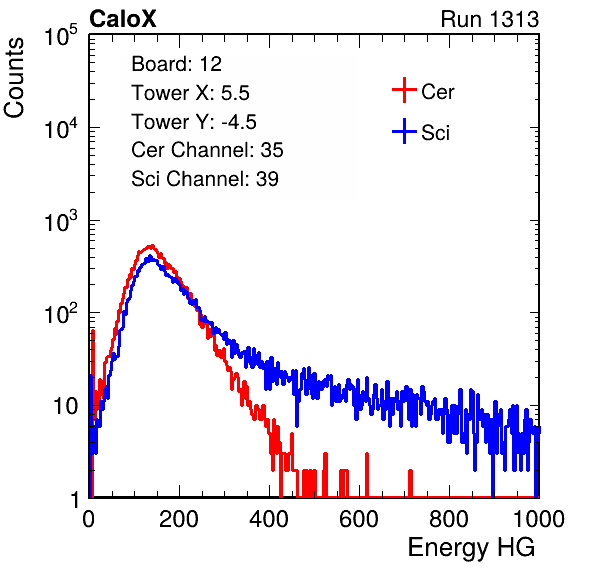 CaloX Run 1313
Counts
10^5
10^4
10^3
10^2
10
1
Board: 12
Tower X: 5.5
Tower Y: -4.5
Cer Channel: 35
Sci Channel: 39
Cer
Sci
0 200 400 600 800 1000
Energy HG